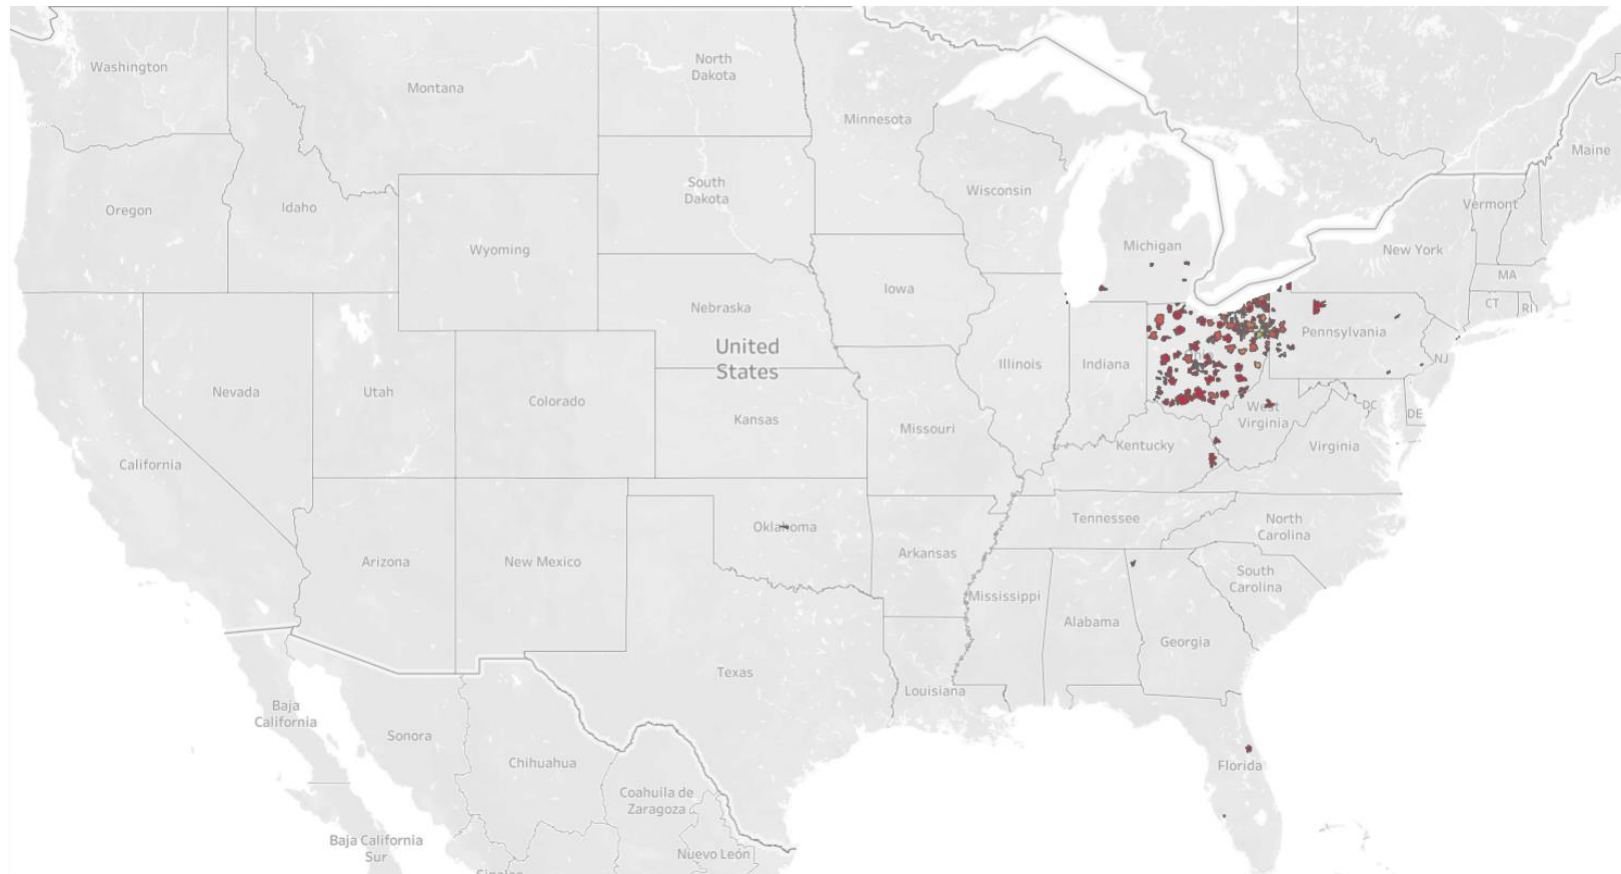 Washington
Montana
North
Dakota
Minnesota
Maine
Oregon
Idaho
South
Dakota
Wisconsin
Vermont
Wyoming
Michigan
New York
MA
CT
RI
Iowa
Nebraska
United
States
Pennsylvania
NJ
Nevada
Utah
Colorado
Illinois
Indiana
Ohio
Kansas
Missouri
West
Virginia
DC
DE
California
Kentucky
Virginia
Oklahoma
Tennessee
North
Carolina
Arizona
New Mexico
Arkansas
South
Carolina
Mississippi
Alabama
Georgia
Texas
Louisiana
Baja
California
Sonora
Chihuahua
Florida
Coahuila de
Zaragoza
Baja California
Sur
Nuevo León
Sinaloa